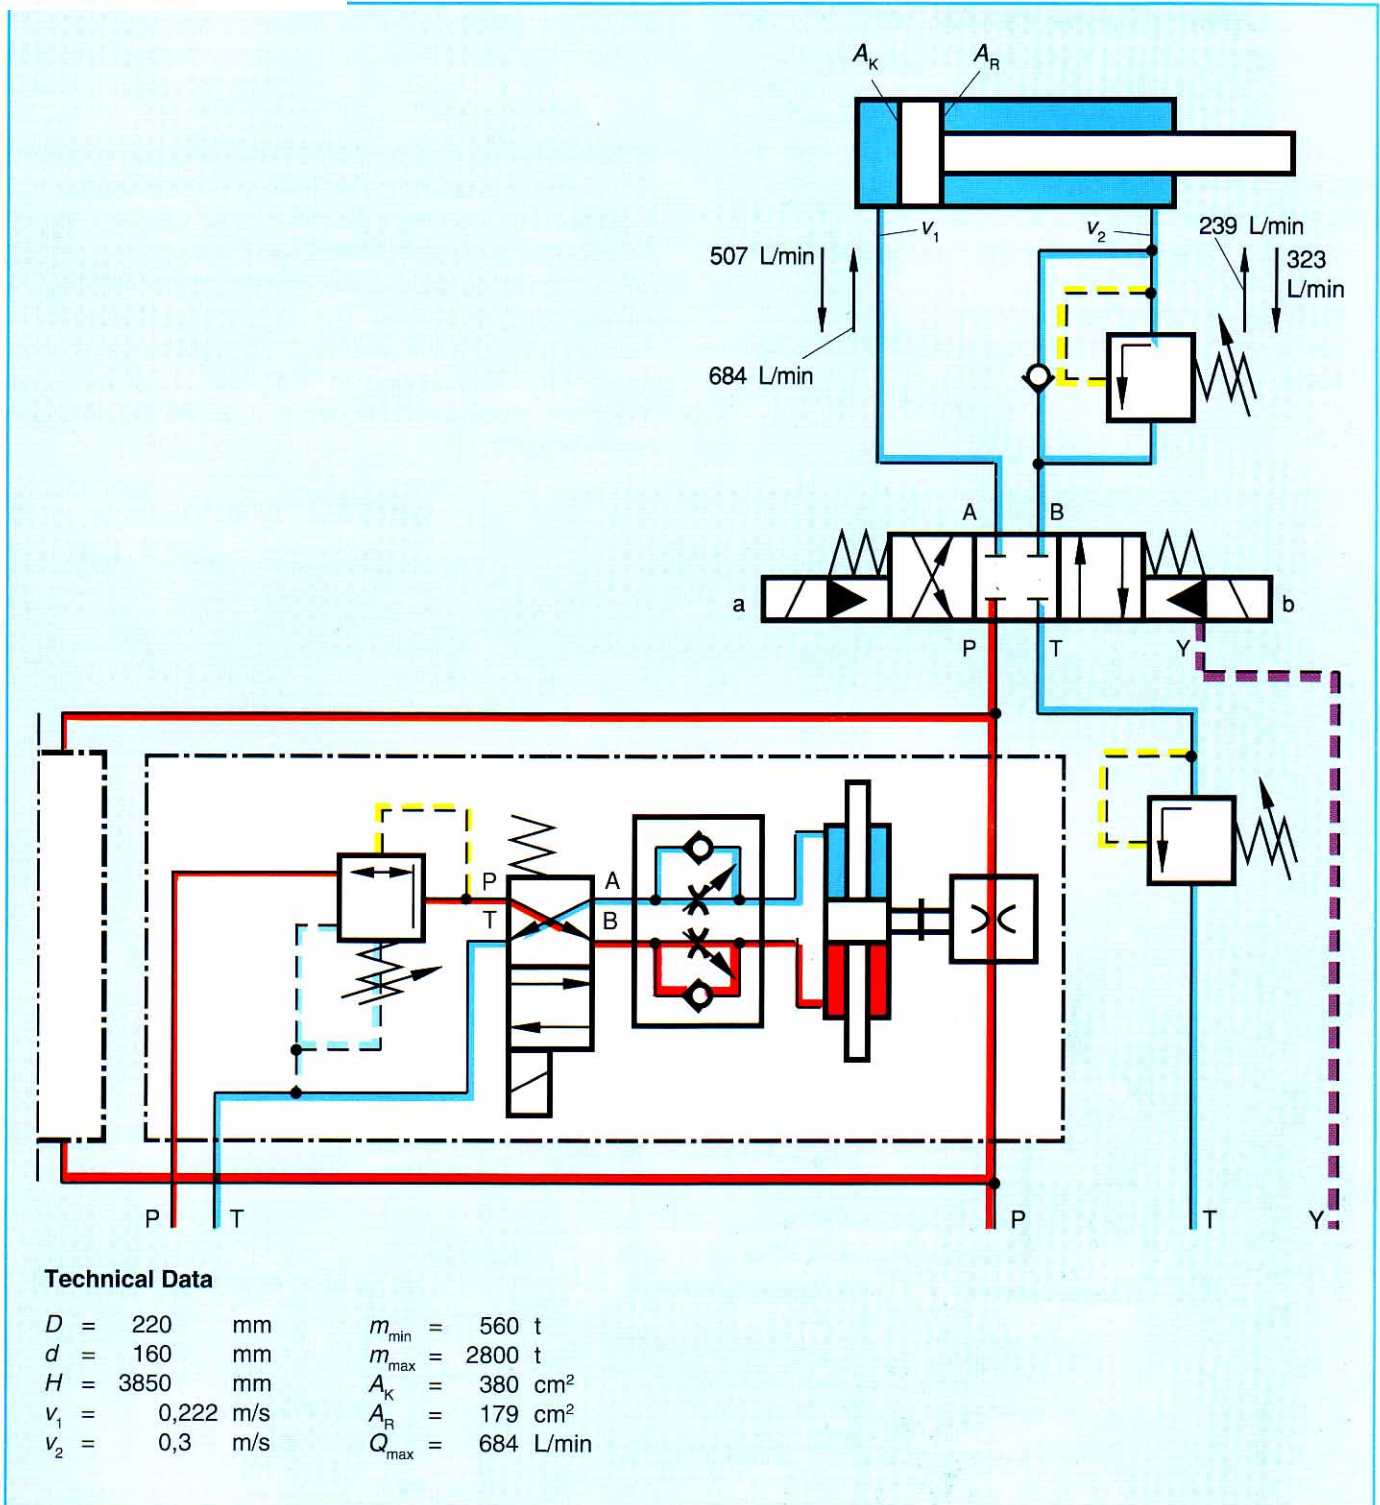 A_K A_R
v_1 v_2 239 L/min
507 L/min 323
L/min
684 L/min
A B
a b
P T Y
P A
T B
P T P T Y
Technical Data
D = 220 mm m_min = 560 t
d = 160 mm m_max = 2800 t
H = 3850 mm A_K = 380 cm²
v_1 = 0,222 m/s A_R = 179 cm²
v_2 = 0,3 m/s Q_max = 684 L/min